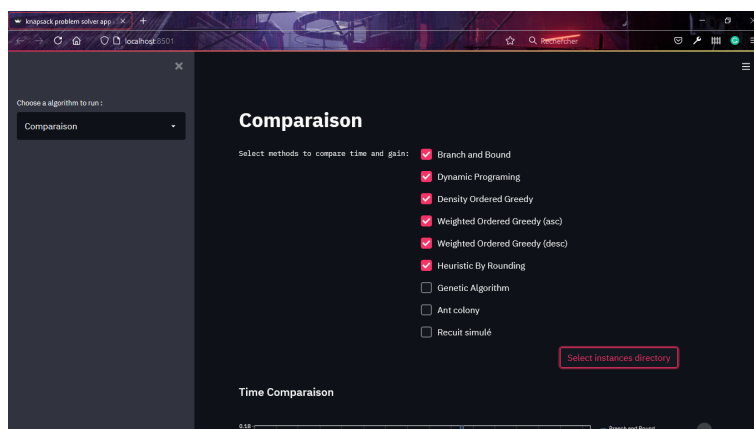 knapsack problem solver app
localhost:8501
Rechercher
Choose a algorithm to run :
Comparaison
Comparaison
Select methods to compare time and gain:
Branch and Bound
Dynamic Programing
Density Ordered Greedy
Weighted Ordered Greedy (asc)
Weighted Ordered Greedy (desc)
Heuristic By Rounding
Genetic Algorithm
Ant colony
Recuit simulé
Select instances directory
Time Comparaison
0.18
Branch and Bound